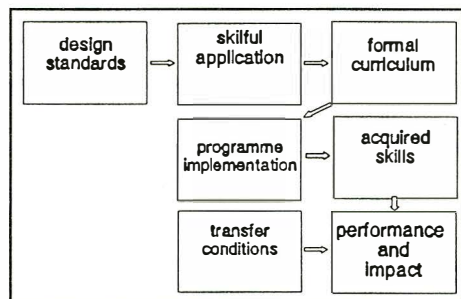 design
standards
skilful
application
formal
curriculum
programme
implementation
acquired
skills
transfer
conditions
performance
and
impact